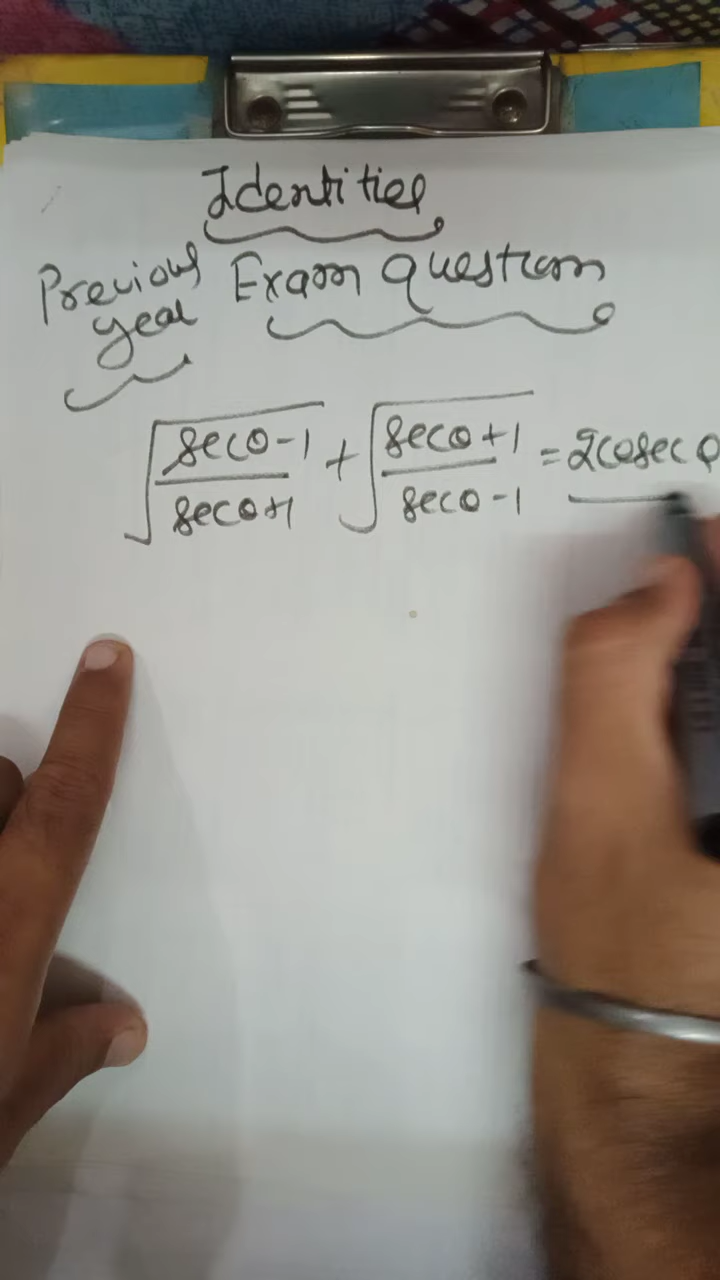 Identities
Previous Exam question
year
√(secθ-1/secθ+1) + √(secθ+1/secθ-1) = 2cosecθ